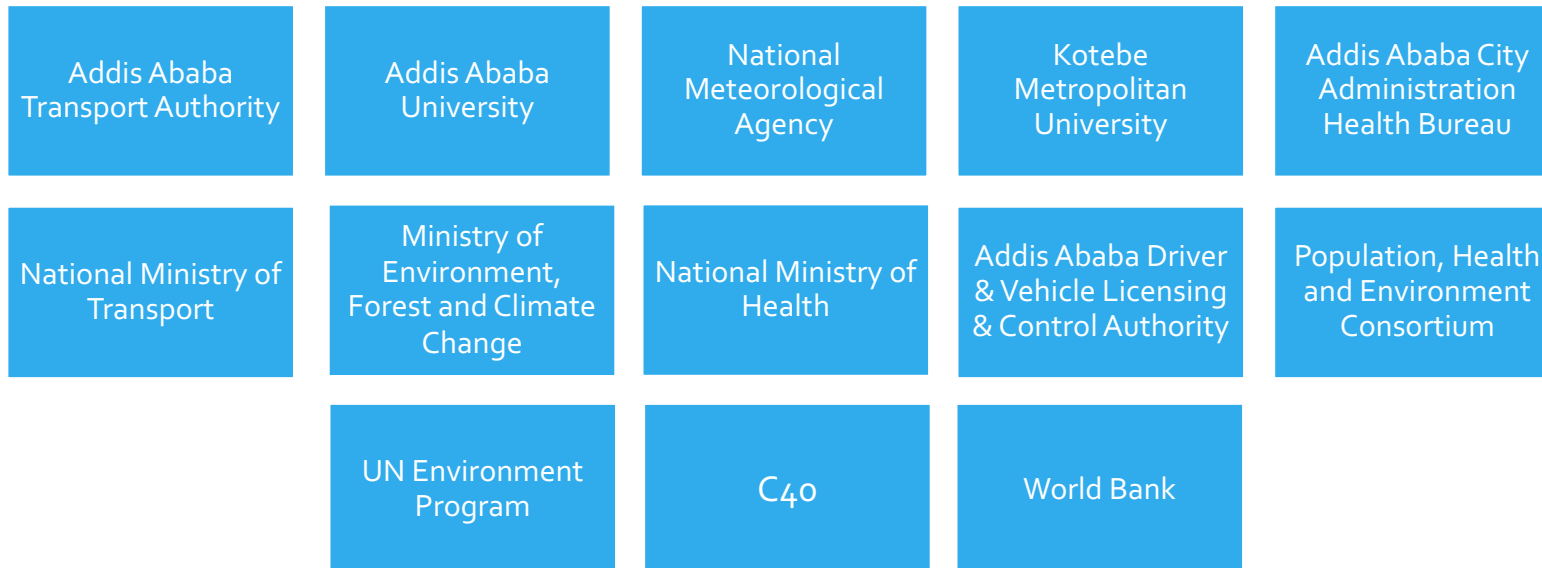 Addis Ababa
Transport Authority
Addis Ababa
University
National
Meteorological
Agency
Kotebe
Metropolitan
University
Addis Ababa City
Administration
Health Bureau
National Ministry of
Transport
Ministry of
Environment,
Forest and Climate
Change
National Ministry of
Health
Addis Ababa Driver
& Vehicle Licensing
& Control Authority
Population, Health
and Environment
Consortium
UN Environment
Program
C40
World Bank